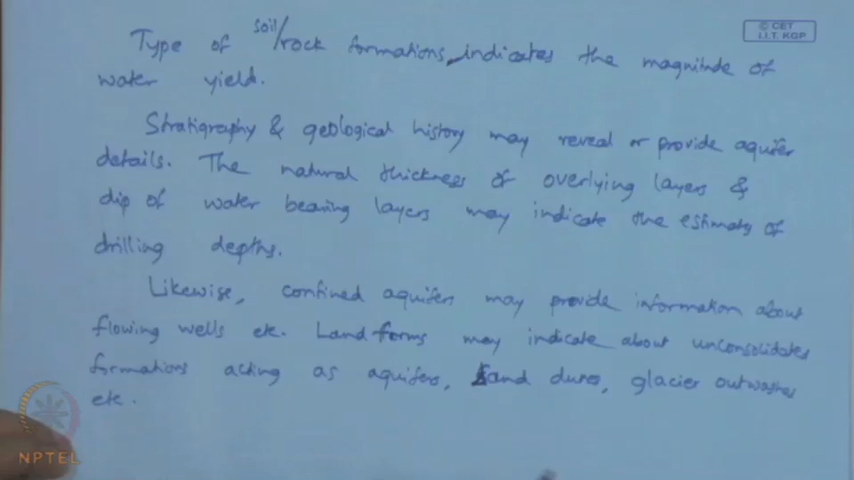 © CET
I.I.T. KGP
Type of soil/rock formations, indicates the magnitude of
water yield.
Stratigraphy & geological history may reveal or provide aquifer
details. The natural thickness of overlying layers &
dip of water bearing layers may indicate the estimate of
drilling depths.
Likewise, confined aquifers may provide information about
flowing wells etc. Land forms may indicate about unconsolidates
formations acting as aquifers, sand dunes, glacier outwashes
etc.
NPTEL